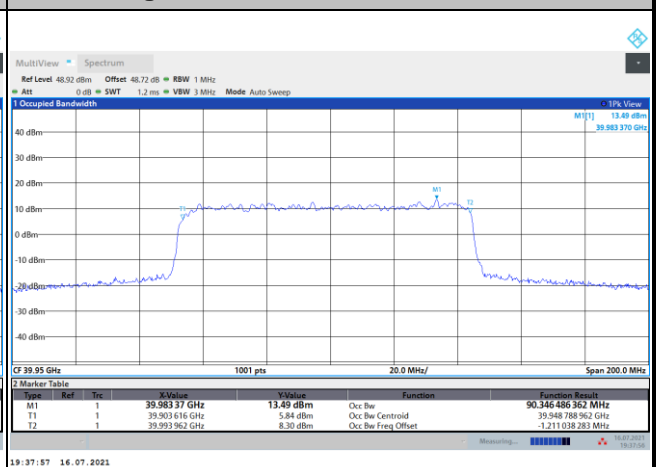 MultiView Spectrum
Ref Level 48.92 dBm Offset 48.72 dB RBW 1 MHz
Att 0 dB SWT 1.2 ms VBW 3 MHz Mode Auto Sweep
1 Occupied Bandwidth 1Pk View
M1[1] 13.49 dBm
39.983 370 GHz
40 dBm
30 dBm
M1
20 dBm
T1 T2
10 dBm
0 dBm
-10 dBm
-20 dBm
-30 dBm
-40 dBm
CF 39.95 GHz 1001 pts 20.0 MHz/ Span 200.0 MHz
2 Marker Table
Type Ref Trc X-Value Y-Value Function Function Result
M1 1 39.983 37 GHz 13.49 dBm Occ Bw 90.346 486 362 MHz
T1 1 39.903 616 GHz 5.84 dBm Occ Bw Centroid 39.948 788 962 GHz
T2 1 39.993 962 GHz 8.30 dBm Occ Bw Freq Offset -1.211 038 283 MHz
Measuring... 16.07.2021
19:37:58
19:37:57 16.07.2021